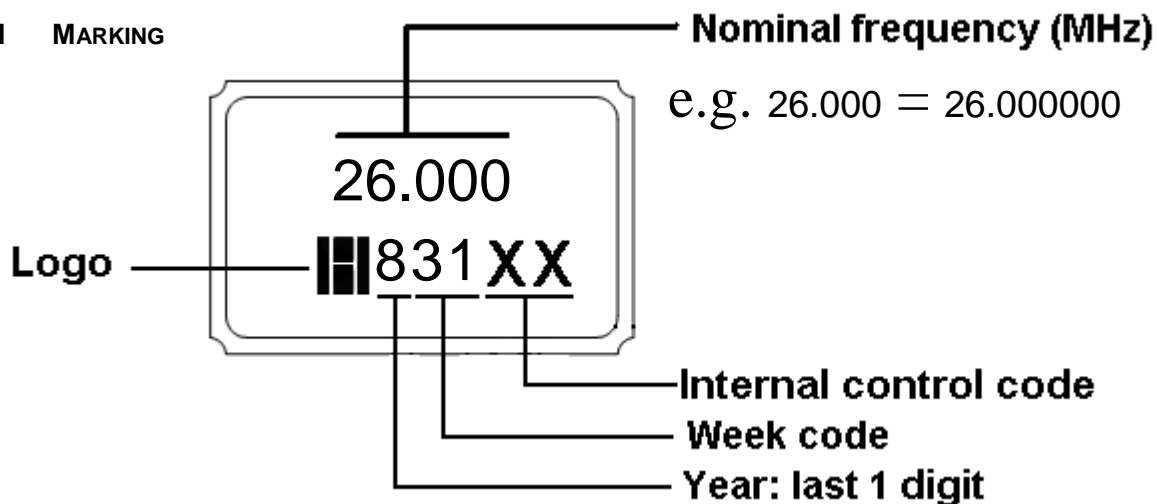 MARKING
Nominal frequency (MHz)
e.g. 26.000 = 26.000000
26.000
Logo
831XX
Internal control code
Week code
Year: last 1 digit